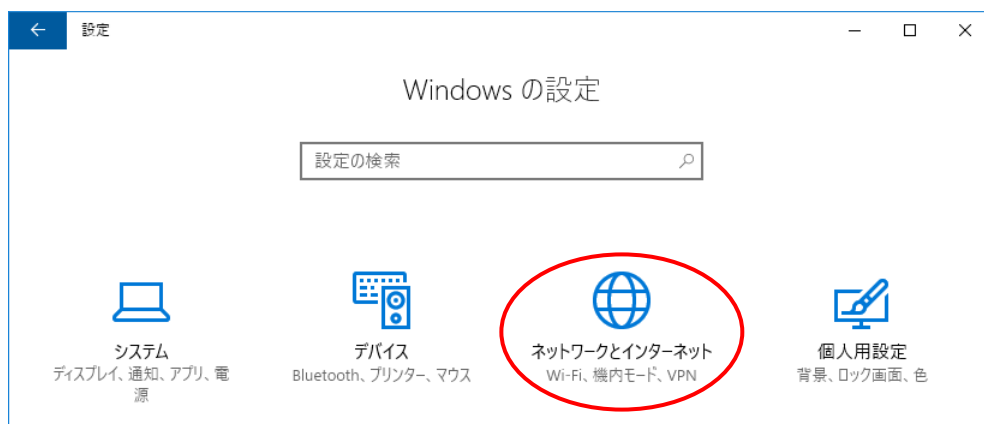 設定
Windows の設定
設定の検索
システム
ディスプレイ、通知、アプリ、電
源
デバイス
Bluetooth、プリンター、マウス
ネットワークとインターネット
Wi-Fi、機内モード、VPN
個人用設定
背景、ロック画面、色